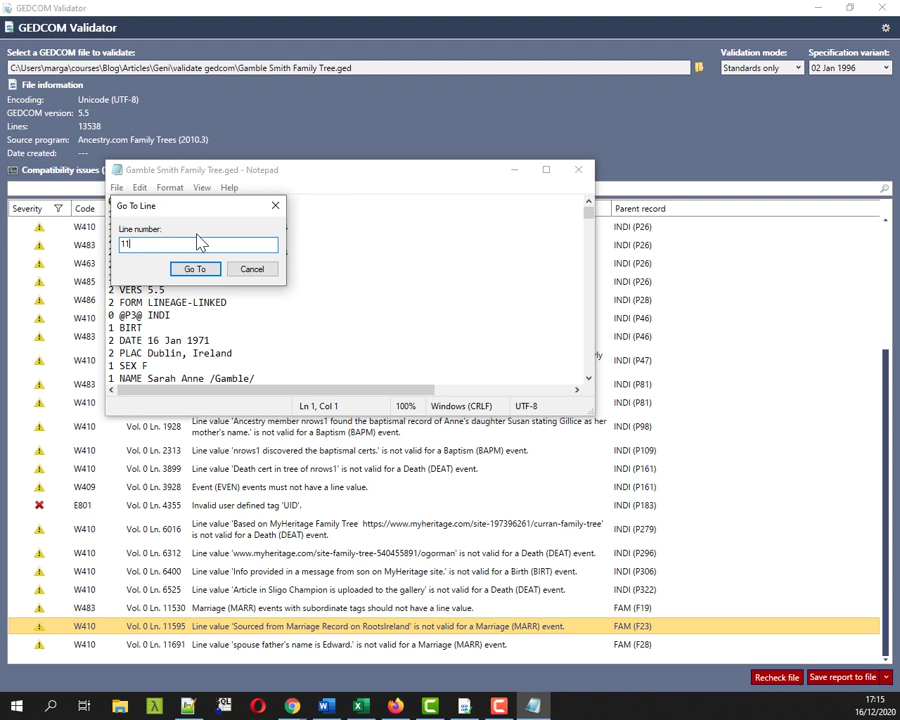 GEDCOM Validator
GEDCOM Validator
Select a GEDCOM file to validate:
Validation mode:
Specification variant:
C:\Users\marga\courses\Blog\Articles\Geni\validate gedcom\Gamble Smith Family Tree.ged
Standards only
02 Jan 1996
File information
Encoding: Unicode (UTF-8)
GEDCOM version: 5.5
Lines: 13538
Source program: Ancestry.com Family Trees (2010.3)
Date created: ---
Compatibility issues (
Gamble Smith Family Tree.ged - Notepad
File Edit Format View Help
Go To Line
Line number:
11
Go To Cancel
2 VERS 5.5
2 FORM LINEAGE-LINKED
0 @P3@ INDI
1 BIRT
2 DATE 16 Jan 1971
2 PLAC Dublin, Ireland
1 SEX F
1 NAME Sarah Anne /Gamble/
Ln 1, Col 1 100% Windows (CRLF) UTF-8
Severity Code Parent record
W410 INDI (P26)
W483 INDI (P26)
W463 INDI (P26)
W485 INDI (P26)
W486 INDI (P28)
W410 INDI (P46)
W483 INDI (P46)
W410 INDI (P47)
W483 INDI (P81)
W410 INDI (P81)
W410 Vol. 0 Ln. 1928 Line value 'Ancestry member nrows1 found the baptismal record of Anne's daughter Susan stating Gillice as her
mother's name.' is not valid for a Baptism (BAPM) event. INDI (P98)
W410 Vol. 0 Ln. 2313 Line value 'nrows1 discovered the baptismal certs.' is not valid for a Baptism (BAPM) event. INDI (P109)
W410 Vol. 0 Ln. 3899 Line value 'Death cert in tree of nrows1' is not valid for a Death (DEAT) event. INDI (P161)
W409 Vol. 0 Ln. 3928 Event (EVEN) events must not have a line value. INDI (P161)
E801 Vol. 0 Ln. 4355 Invalid user defined tag 'UID'. INDI (P183)
W410 Vol. 0 Ln. 6016 Line value 'Based on MyHeritage Family Tree https://www.myheritage.com/site-197396261/curran-family-tree'
is not valid for a Death (DEAT) event. INDI (P279)
W410 Vol. 0 Ln. 6312 Line value 'www.myheritage.com/site-family-tree-540455891/ogorman' is not valid for a Death (DEAT) event. INDI (P296)
W410 Vol. 0 Ln. 6400 Line value 'Info provided in a message from son on MyHeritage site.' is not valid for a Birth (BIRT) event. INDI (P306)
W410 Vol. 0 Ln. 6525 Line value 'Article in Sligo Champion is uploaded to the gallery' is not valid for a Death (DEAT) event. INDI (P322)
W483 Vol. 0 Ln. 11530 Marriage (MARR) events with subordinate tags should not have a line value. FAM (F19)
W410 Vol. 0 Ln. 11595 Line value 'Sourced from Marriage Record on RootsIreland' is not valid for a Marriage (MARR) event. FAM (F23)
W410 Vol. 0 Ln. 11691 Line value 'spouse father's name is Edward.' is not valid for a Marriage (MARR) event. FAM (F28)
Recheck file Save report to file
17:15
16/12/2020